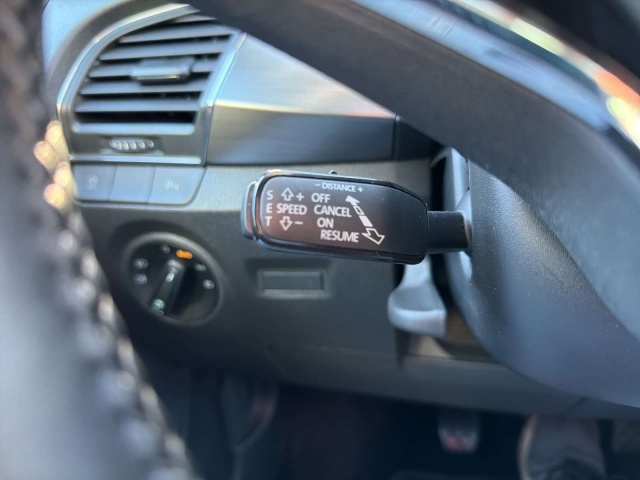 - DISTANCE +
S + OFF
E SPEED CANCEL
T - ON
RESUME